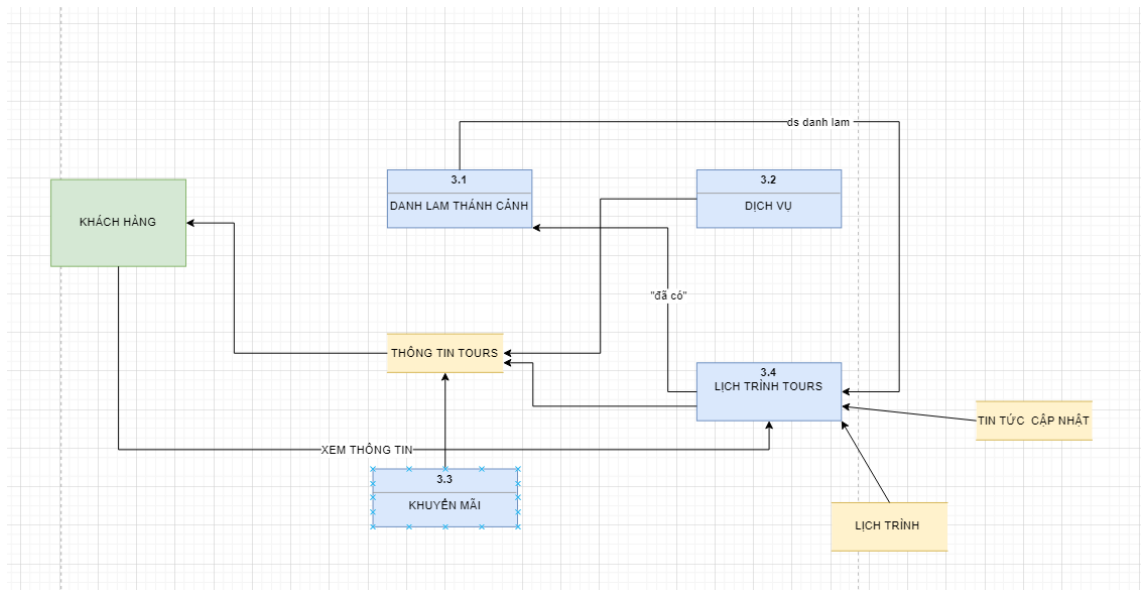 ds danh lam
3.1
DANH LAM THÁNH CẢNH
3.2
DỊCH VỤ
KHÁCH HÀNG
"đã có"
THÔNG TIN TOURS
3.4
LỊCH TRÌNH TOURS
TIN TỨC CẬP NHẬT
XEM THÔNG TIN
3.3
KHUYẾN MÃI
LỊCH TRÌNH